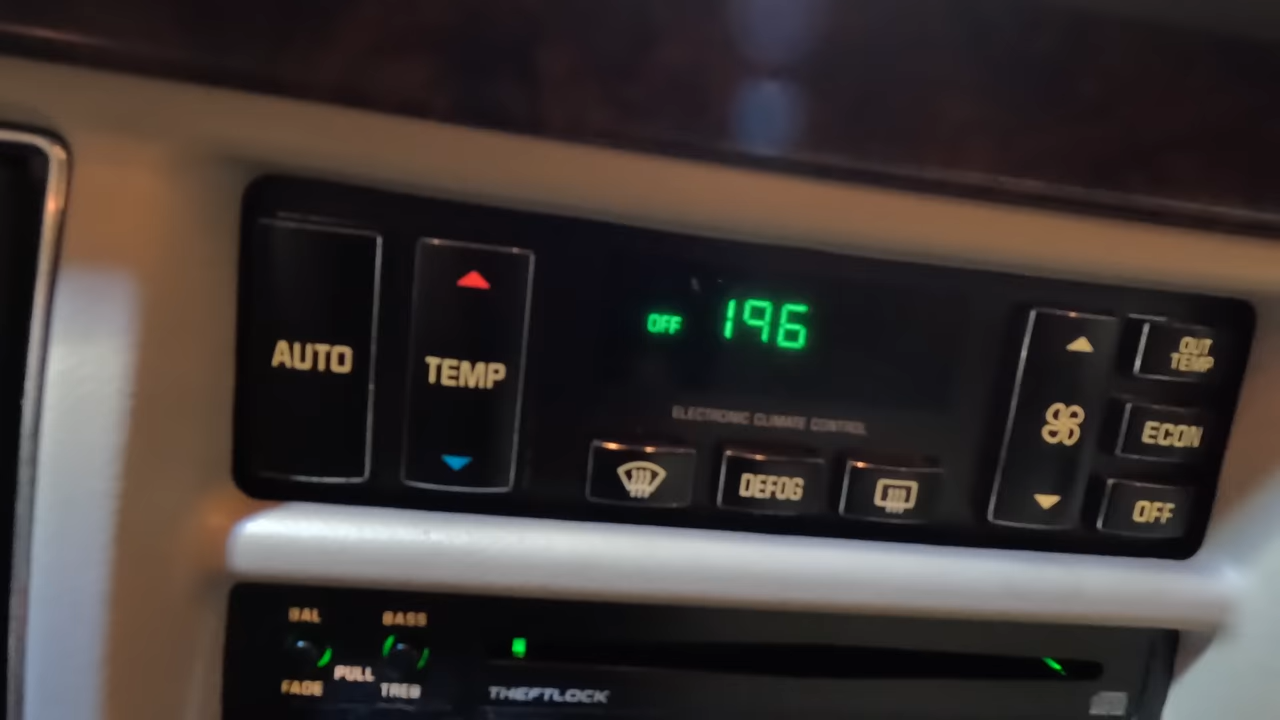 OFF 196
AUTO
TEMP
ELECTRONIC CLIMATE CONTROL
DEFOG
OUT
TEMP
ECON
OFF
BAL
BASS
PULL
FADE
TREB
THEFTLOCK